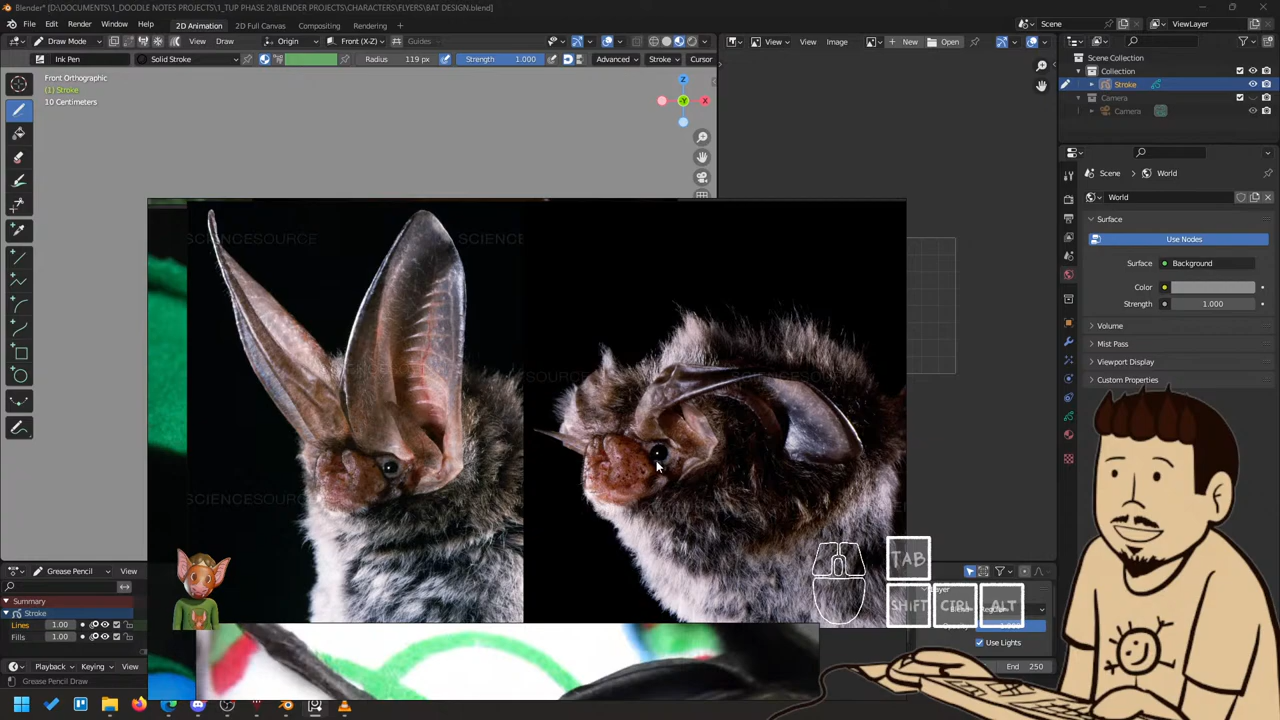 Blender* [D:\DOCUMENTS\1_DOODLE NOTES PROJECTS\1_TUP PHASE 2\BLENDER PROJECTS\CHARACTERS\FLYERS\BAT DESIGN.blend]
File Edit Render Window Help 2D Animation 2D Full Canvas Compositing Rendering Scene ViewLayer
Draw Mode View Draw Origin Front (X-Z) Guides View View Image New Open
Ink Pen Solid Stroke Radius 119 px Strength 1.000 Advanced Stroke Cursor
Front Orthographic
(1) Stroke
10 Centimeters
Z
-Y
X
Scene Collection
Collection
Stroke
Camera
Camera
Scene World
World
Surface
Use Nodes
Surface Background
Color
Strength 1.000
Volume
Mist Pass
Viewport Display
Custom Properties
SCIENCESOURCE
SCIENCE
SCIENCESOURCE
TAB
SHIFT CTRL ALT
Grease Pencil View
Summary
Stroke
Lines 1.00
Fills 1.00
Layer
Blend Regular
Use Lights
Playback Keying View
End 250
Grease Pencil Draw